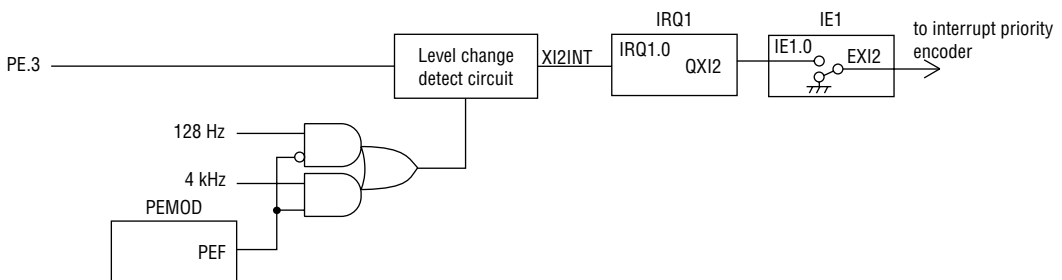 IRQ1
IE1
to interrupt priority
encoder
PE.3
Level change
detect circuit
XI2INT
IRQ1.0
QXI2
IE1.0
EXI2
128 Hz
4 kHz
PEMOD
PEF